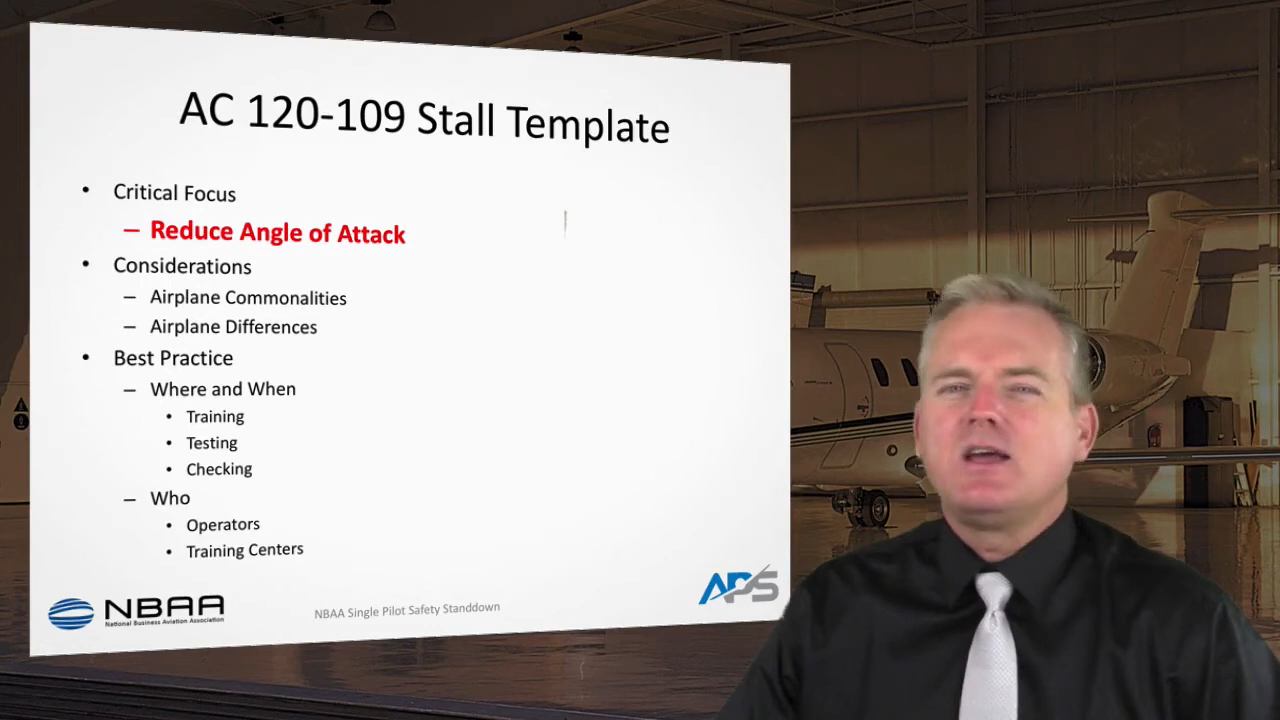 AC 120-109 Stall Template
• Critical Focus
– Reduce Angle of Attack
• Considerations
– Airplane Commonalities
– Airplane Differences
• Best Practice
– Where and When
• Training
• Testing
• Checking
– Who
• Operators
• Training Centers
NBAA
National Business Aviation Association
NBAA Single Pilot Safety Standdown
APS